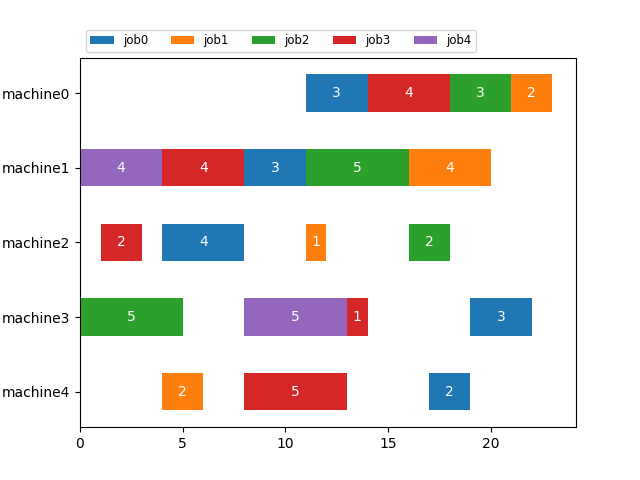 job0 job1 job2 job3 job4
machine0 3 4 3 2
machine1 4 4 3 5 4
machine2 2 4 1 2
machine3 5 5 1 3
machine4 2 5 2
0 5 10 15 20